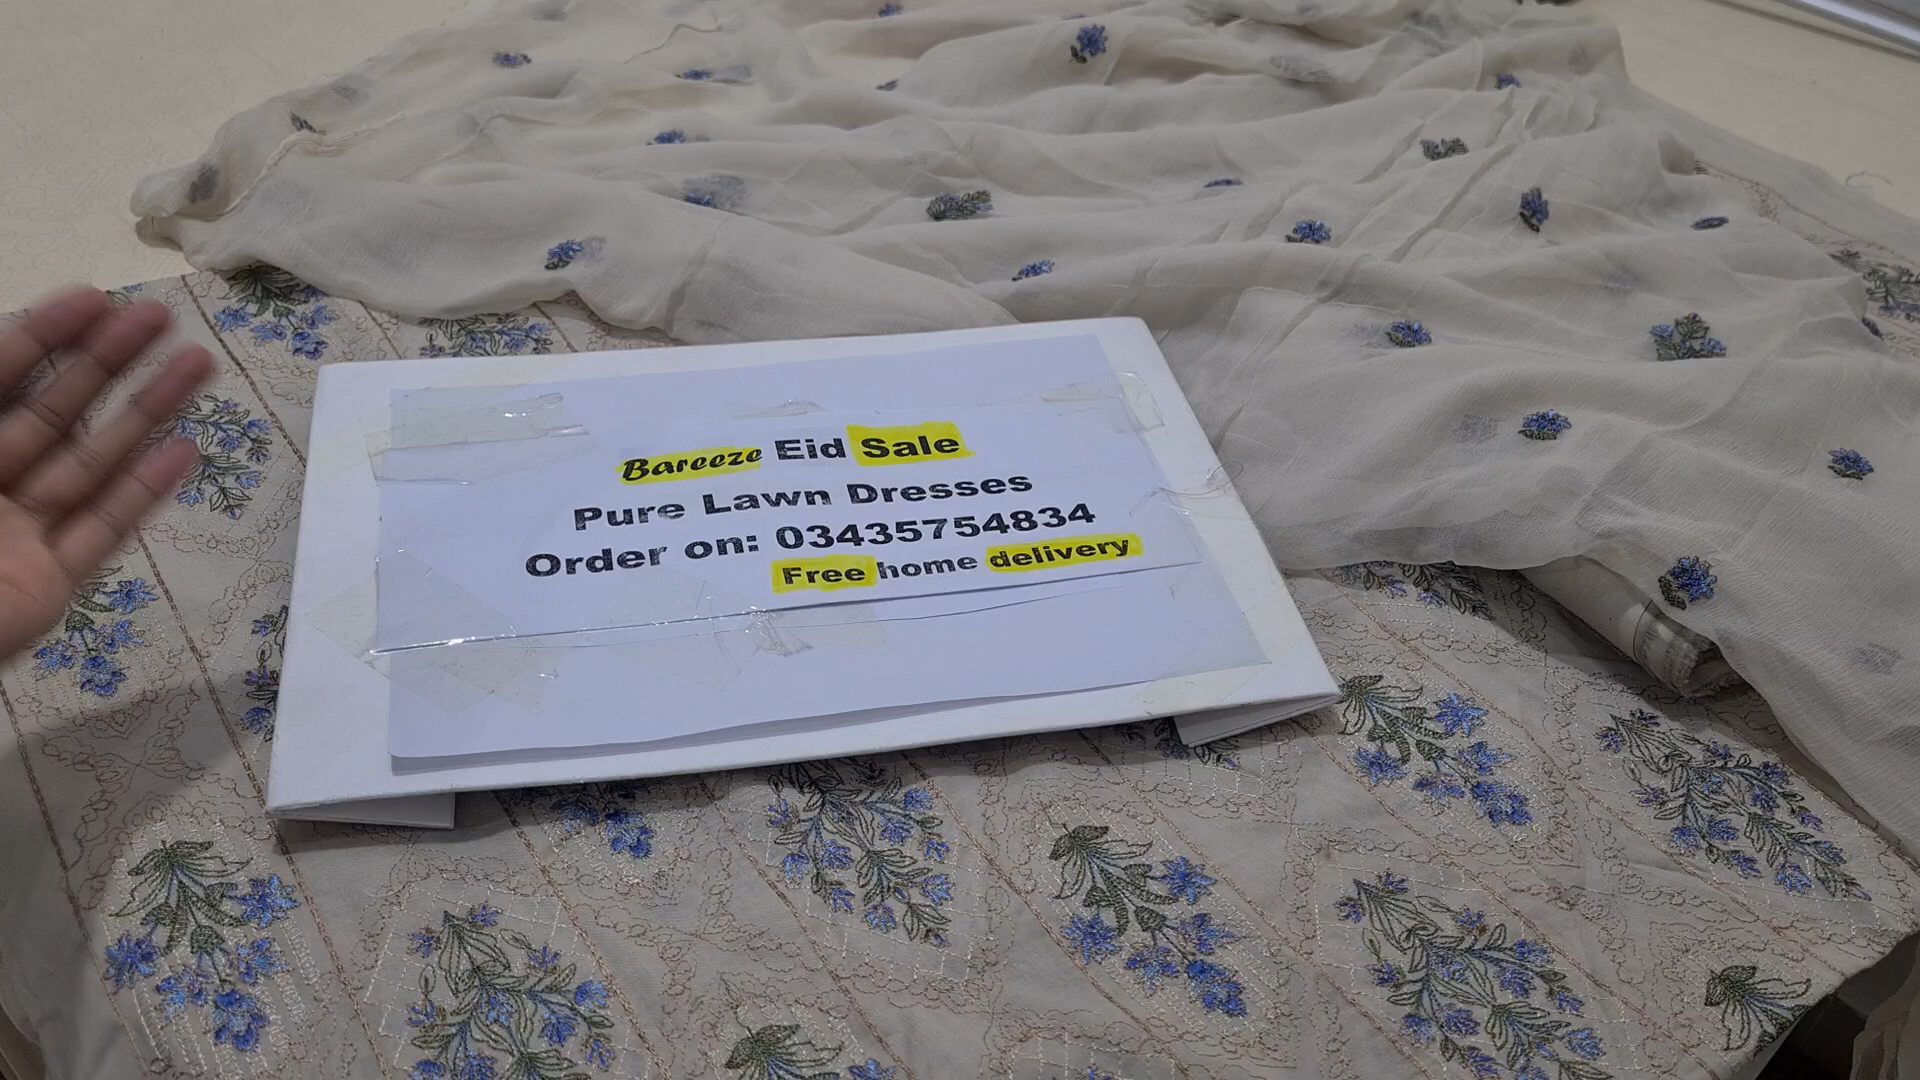 Bareeze Eid Sale
Pure Lawn Dresses
Order on: 03435754834
Free home delivery